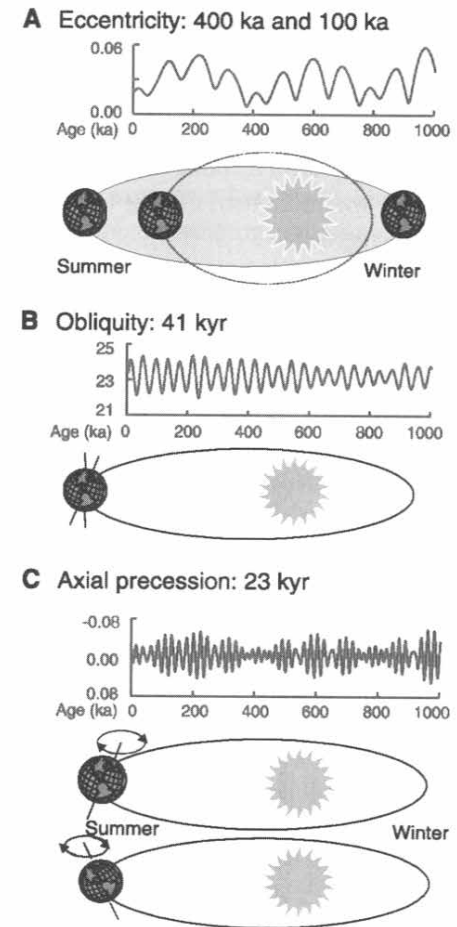 A Eccentricity: 400 ka and 100 ka
0.06
0.00
Age (ka) 0 200 400 600 800 1000
Summer
Winter
B Obliquity: 41 kyr
25
23
21
Age (ka) 0 200 400 600 800 1000
C Axial precession: 23 kyr
-0.08
0.00
0.08
Age (ka) 0 200 400 600 800 1000
Summer
Winter